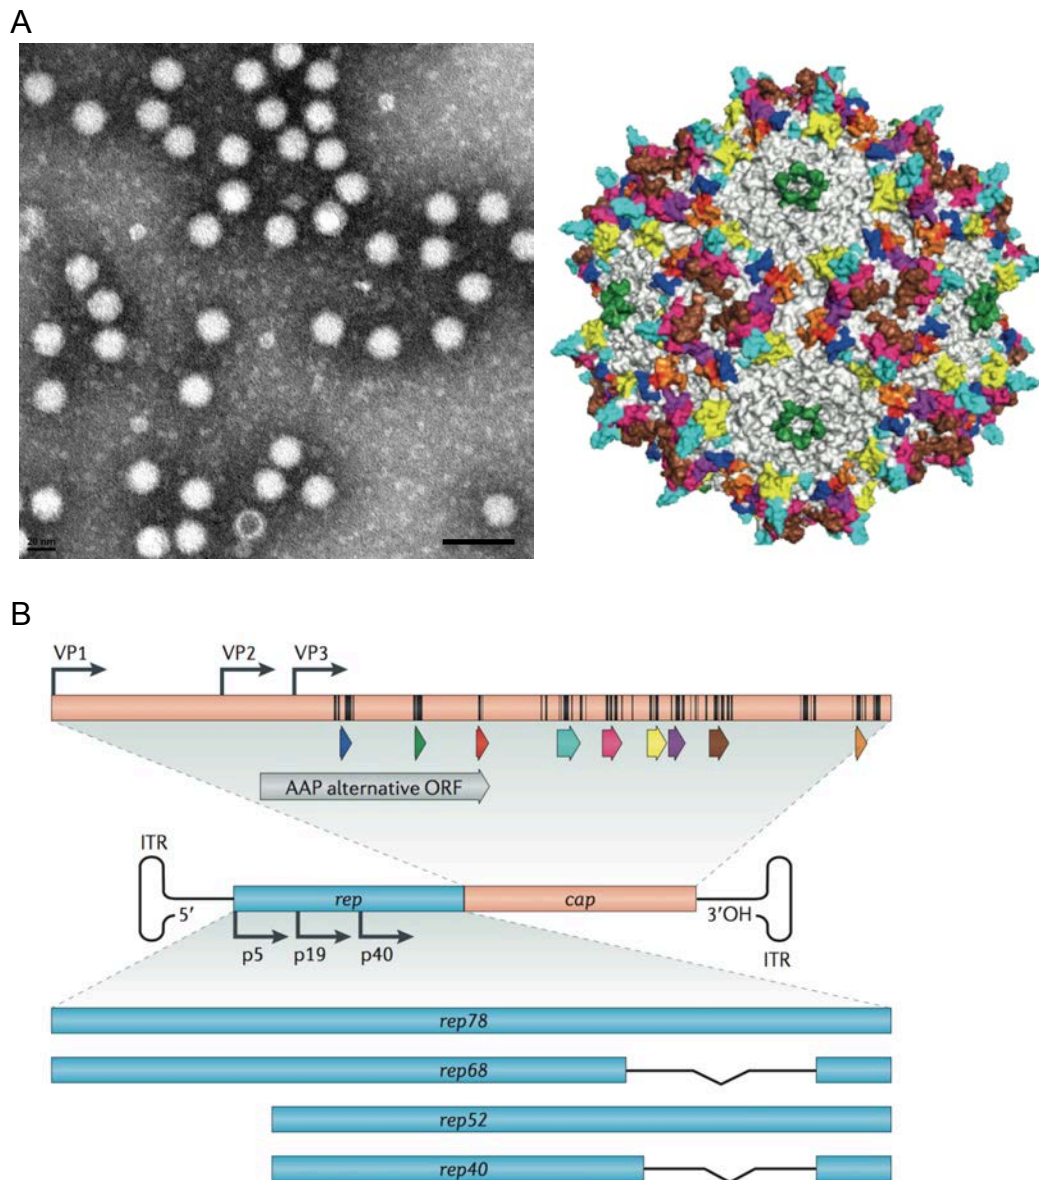 A
20 nm
B
VP1
VP2
VP3
AAP alternative ORF
ITR
rep
cap
5′
3′OH
p5
p19
p40
ITR
rep78
rep68
rep52
rep40